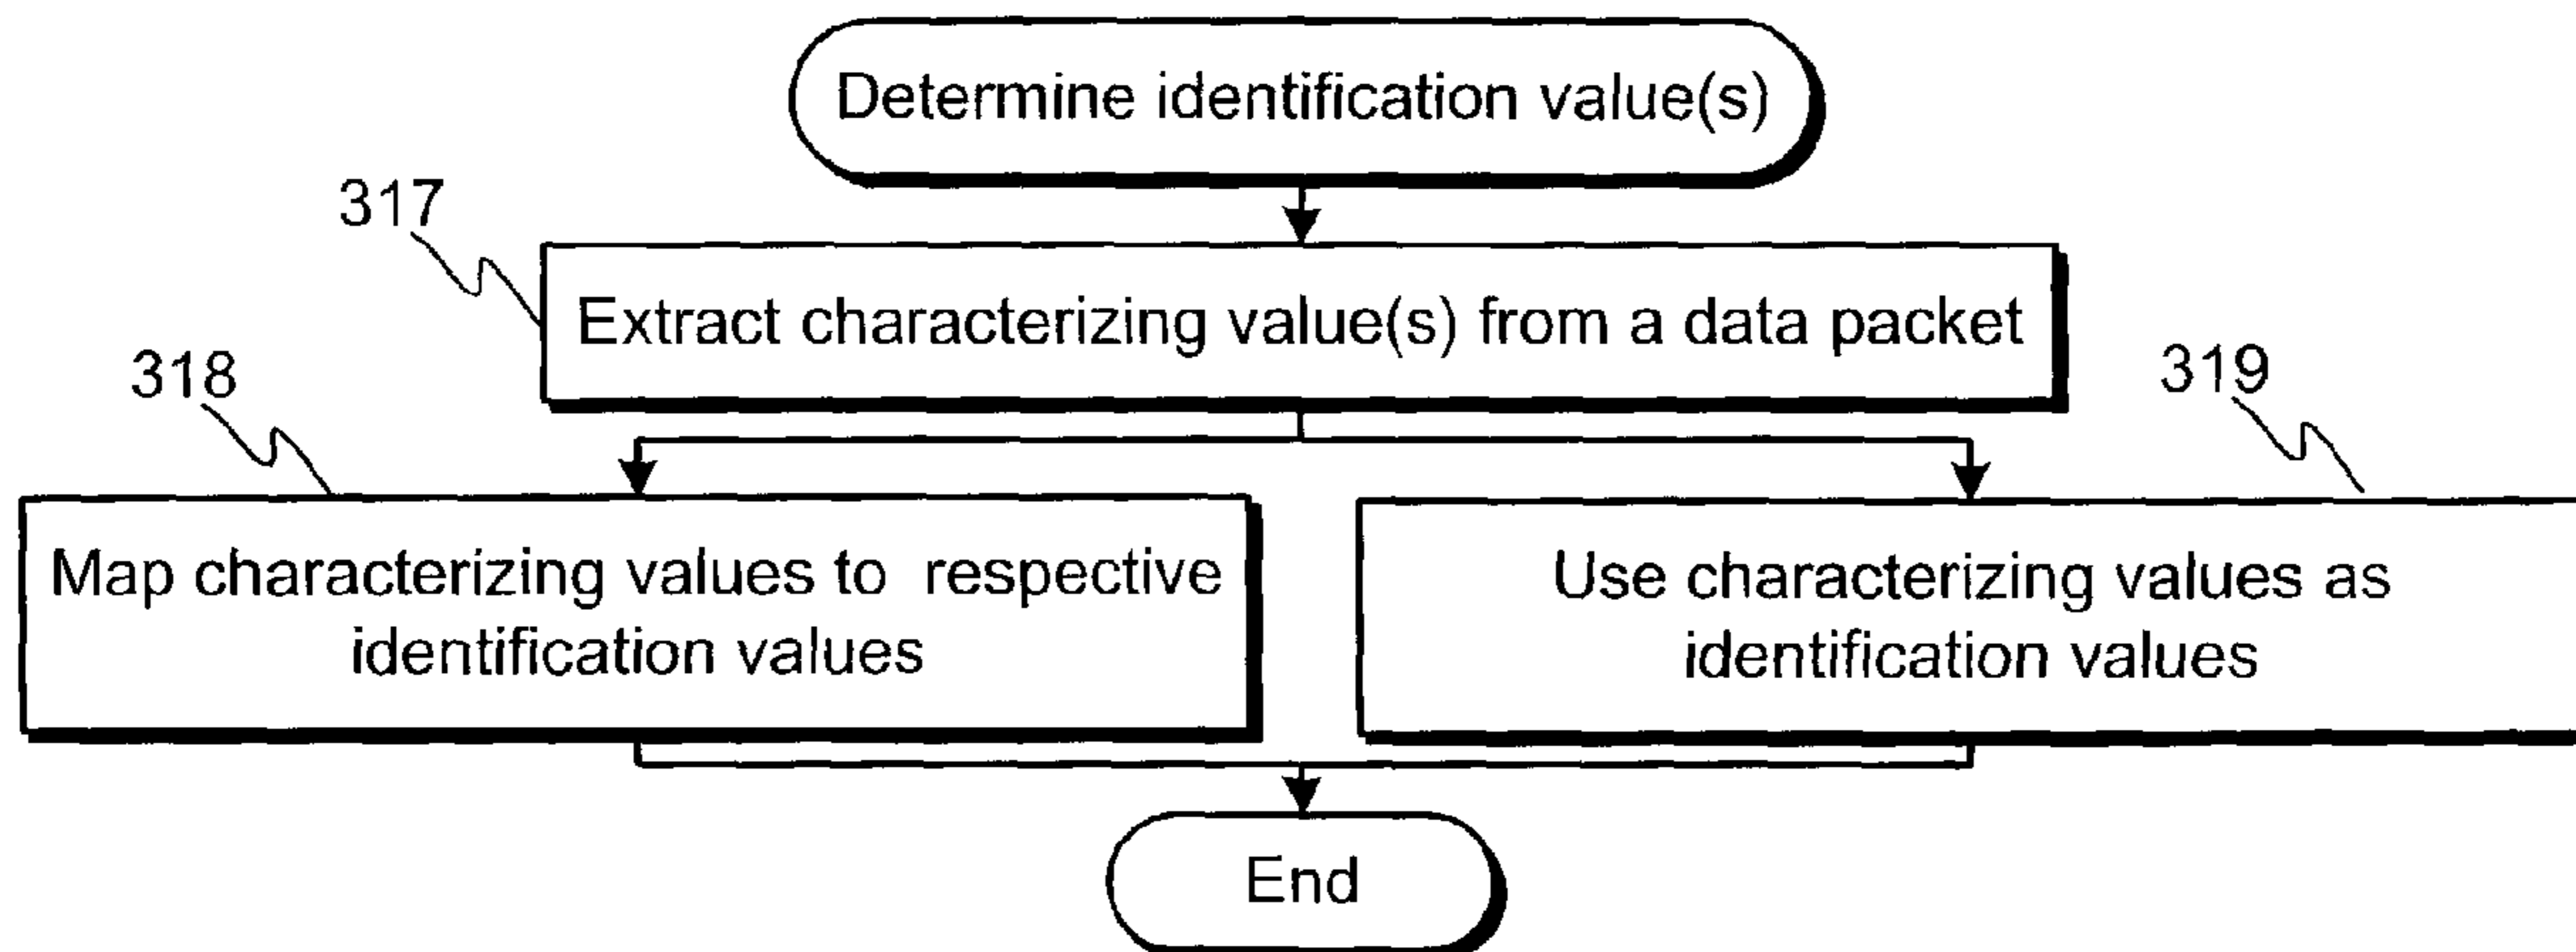 Determine identification value(s)
317
Extract characterizing value(s) from a data packet
318
319
Map characterizing values to respective
identification values
Use characterizing values as
identification values
End